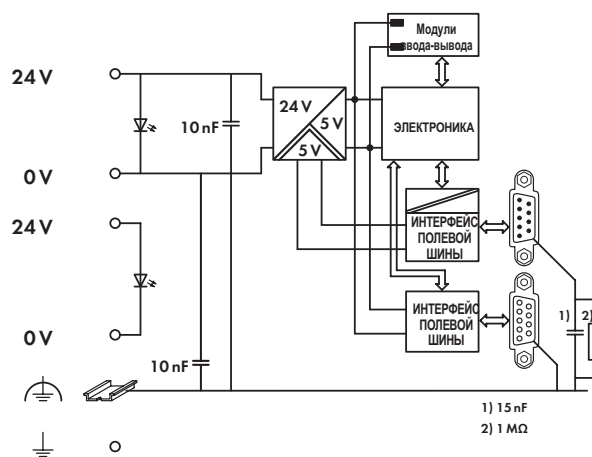 Модули
ввода-вывода
24 V
10 nF
24 V
5 V
5 V
ЭЛЕКТРОНИКА
0 V
24 V
ИНТЕРФЕЙС
ПОЛЕВОЙ
ШИНЫ
0 V
10 nF
ИНТЕРФЕЙС
ПОЛЕВОЙ
ШИНЫ
1)
2)
1) 15 nF
2) 1 MΩ